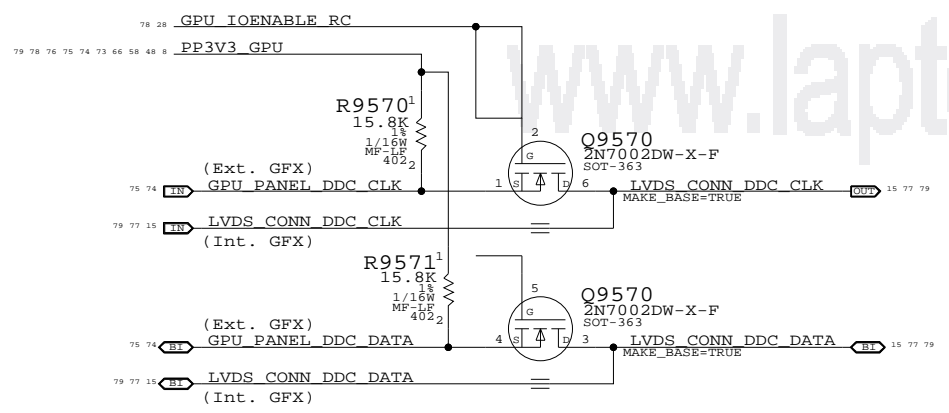 78 28 GPU_IOENABLE_RC
79 78 76 75 74 73 66 58 48 8 PP3V3_GPU
www.lapt
R9570 1
15.8K
1%
1/16W
MF-LF
402 2
2
G
Q9570
2N7002DW-X-F
SOT-363
(Ext. GFX)
75 74 IN GPU_PANEL_DDC_CLK 1 S D 6 LVDS_CONN_DDC_CLK OUT 15 77 79
MAKE_BASE=TRUE
79 77 15 IN LVDS_CONN_DDC_CLK
(Int. GFX)
R9571 1
15.8K
1%
1/16W
MF-LF
402 2
5
G
Q9570
2N7002DW-X-F
SOT-363
(Ext. GFX)
75 74 BI GPU_PANEL_DDC_DATA 4 S D 3 LVDS_CONN_DDC_DATA BI 15 77 79
MAKE_BASE=TRUE
79 77 15 BI LVDS_CONN_DDC_DATA
(Int. GFX)